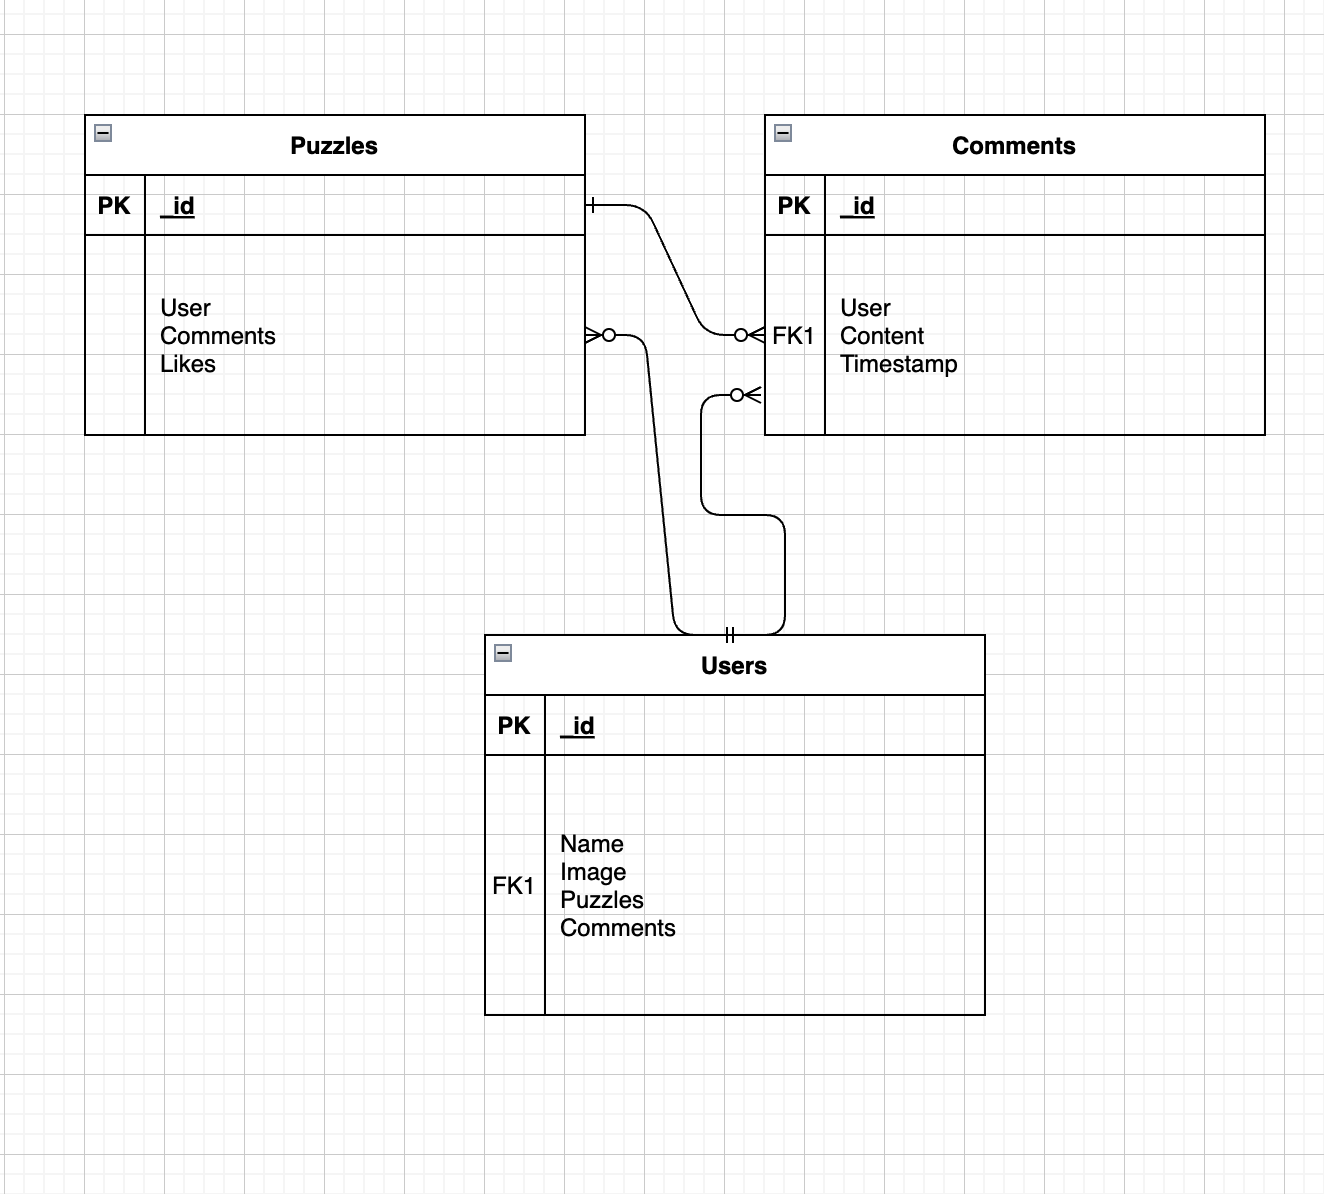 Puzzles
PK _id
User
Comments
Likes
Comments
PK _id
FK1
User
Content
Timestamp
Users
PK _id
FK1
Name
Image
Puzzles
Comments